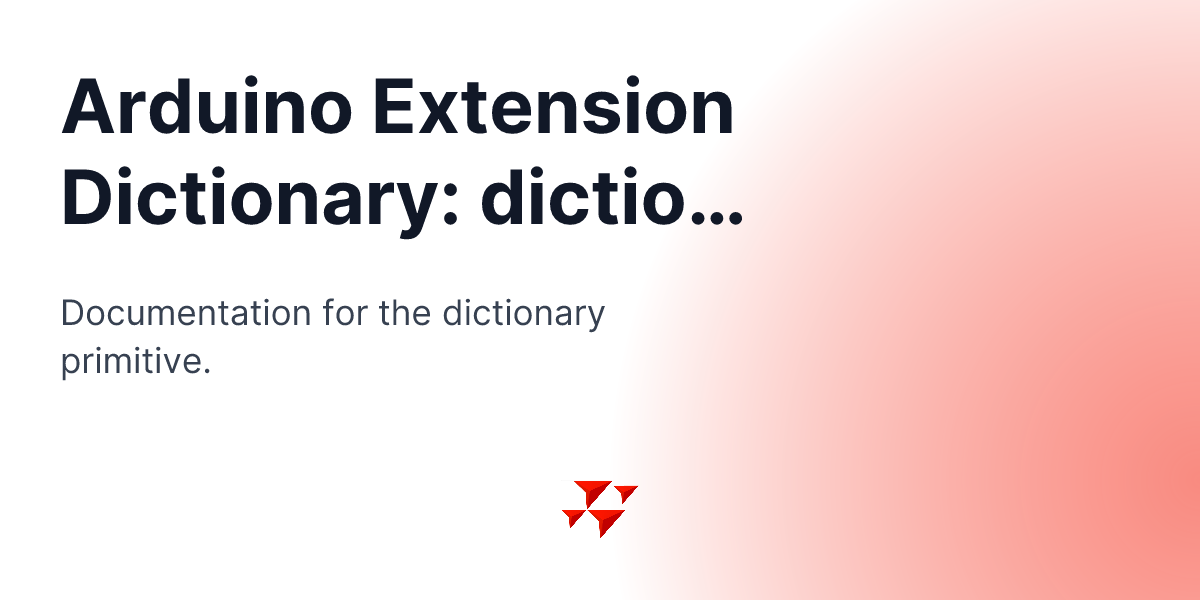 Arduino Extension
Dictionary: dictio...
Documentation for the dictionary
primitive.